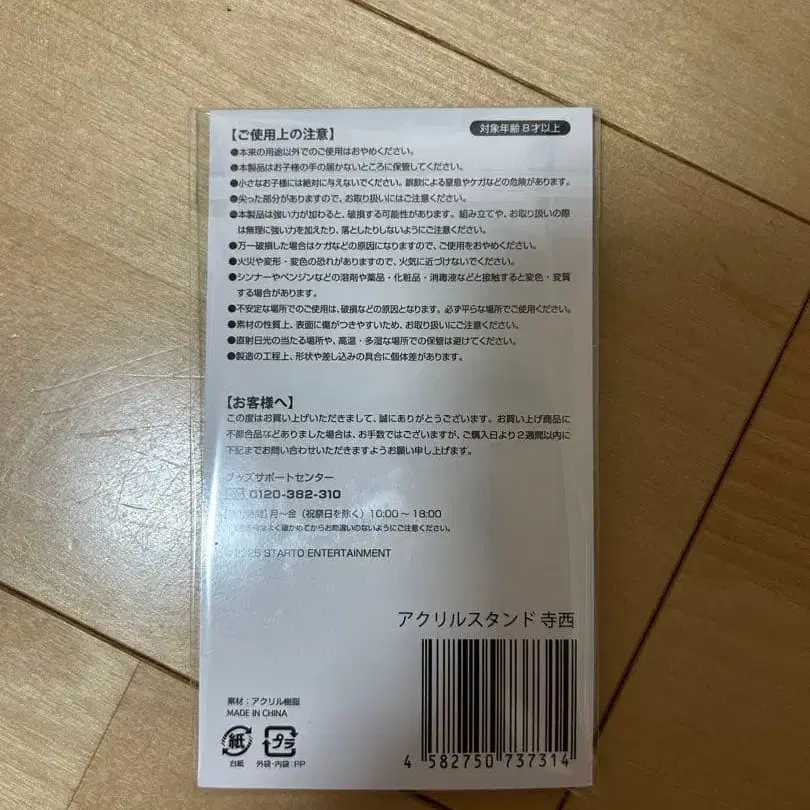 【ご使用上の注意】
対象年齢 8才以上
●本来の用途以外でのご使用はおやめください。
●本製品はお子様の手の届かないところに保管してください。
●小さなお子様には絶対に与えないでください。誤飲による窒息やケガなどの危険があります。
●尖った部分がありますので、お取り扱いにはご注意ください。
●本製品は強い力が加わると、破損する可能性があります。組み立てや、お取り扱いの際
は無理に強い力を加えたり、落としたりしないようにご注意ください。
●万一破損した場合はケガなどの原因になりますので、ご使用をおやめください。
●火災や変形・変色の恐れがありますので、火気に近づけないでください。
●シンナーやベンジンなどの溶剤や薬品・化粧品・消毒液などと接触すると変色・変質
する場合があります。
●不安定な場所でのご使用は、破損などの原因となります。必ず平らな場所でご使用ください。
●素材の性質上、表面に傷がつきやすいため、お取り扱いにご注意ください。
●直射日光の当たる場所や、高温・多湿な場所での保管は避けてください。
●製造の工程上、形状や差し込みの具合に個体差があります。
【お客様へ】
この度はお買い上げいただきまして、誠にありがとうございます。お買い上げ商品に
不都合品などありました場合は、お手数ではございますが、ご購入日より2週間以内に
下記までお問い合わせいただきますようお願い申し上げます。
グッズサポートセンター
0120-382-310
月〜金（祝祭日を除く）10:00〜18:00
よく確かめてからお間違いのないようにご注意ください。
STARTO ENTERTAINMENT
アクリルスタンド 寺西
素材：アクリル樹脂
MADE IN CHINA
紙
プラ
台紙
外袋・内袋：PP
4 582750 737314